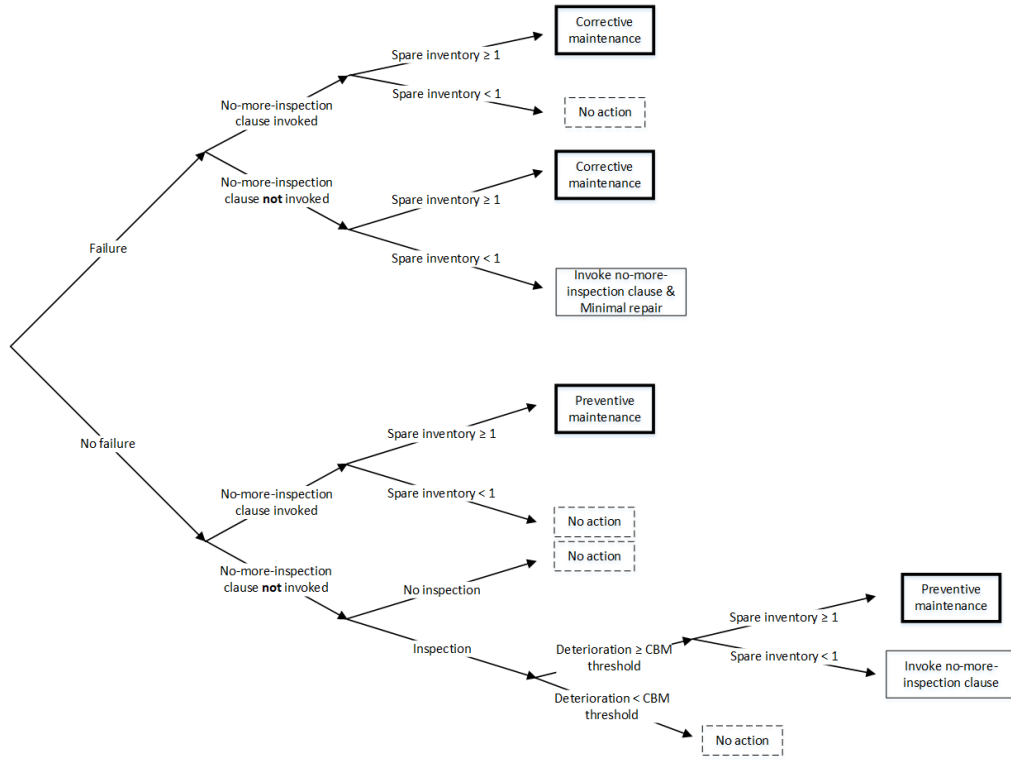 Corrective
maintenance
Spare inventory ≥ 1
Spare inventory < 1
No action
No-more-inspection
clause invoked
Corrective
maintenance
No-more-inspection
clause not invoked
Spare inventory ≥ 1
Failure
Spare inventory < 1
Invoke no-more-
inspection clause &
Minimal repair
Preventive
maintenance
No failure
Spare inventory ≥ 1
No-more-inspection
clause invoked
Spare inventory < 1
No action
No action
No-more-inspection
clause not invoked
No inspection
Preventive
maintenance
Spare inventory ≥ 1
Inspection
Deterioration ≥ CBM
threshold
Spare inventory < 1
Invoke no-more-
inspection clause
Deterioration < CBM
threshold
No action